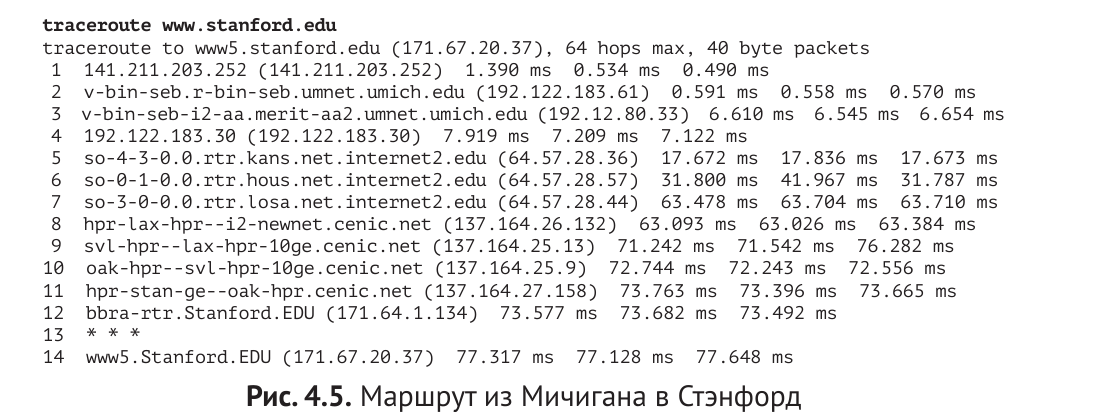 traceroute www.stanford.edu
traceroute to www5.stanford.edu (171.67.20.37), 64 hops max, 40 byte packets
1 141.211.203.252 (141.211.203.252) 1.390 ms 0.534 ms 0.490 ms
2 v-bin-seb.r-bin-seb.umnet.umich.edu (192.122.183.61) 0.591 ms 0.558 ms 0.570 ms
3 v-bin-seb-i2-aa.merit-aa2.umnet.umich.edu (192.12.80.33) 6.610 ms 6.545 ms 6.654 ms
4 192.122.183.30 (192.122.183.30) 7.919 ms 7.209 ms 7.122 ms
5 so-4-3-0.0.rtr.kans.net.internet2.edu (64.57.28.36) 17.672 ms 17.836 ms 17.673 ms
6 so-0-1-0.0.rtr.hous.net.internet2.edu (64.57.28.57) 31.800 ms 41.967 ms 31.787 ms
7 so-3-0-0.0.rtr.losa.net.internet2.edu (64.57.28.44) 63.478 ms 63.704 ms 63.710 ms
8 hpr-lax-hpr--i2-newnet.cenic.net (137.164.26.132) 63.093 ms 63.026 ms 63.384 ms
9 svl-hpr--lax-hpr-10ge.cenic.net (137.164.25.13) 71.242 ms 71.542 ms 76.282 ms
10 oak-hpr--svl-hpr-10ge.cenic.net (137.164.25.9) 72.744 ms 72.243 ms 72.556 ms
11 hpr-stan-ge--oak-hpr.cenic.net (137.164.27.158) 73.763 ms 73.396 ms 73.665 ms
12 bbra-rtr.Stanford.EDU (171.64.1.134) 73.577 ms 73.682 ms 73.492 ms
13 * * *
14 www5.Stanford.EDU (171.67.20.37) 77.317 ms 77.128 ms 77.648 ms
Рис. 4.5. Маршрут из Мичигана в Стэнфорд